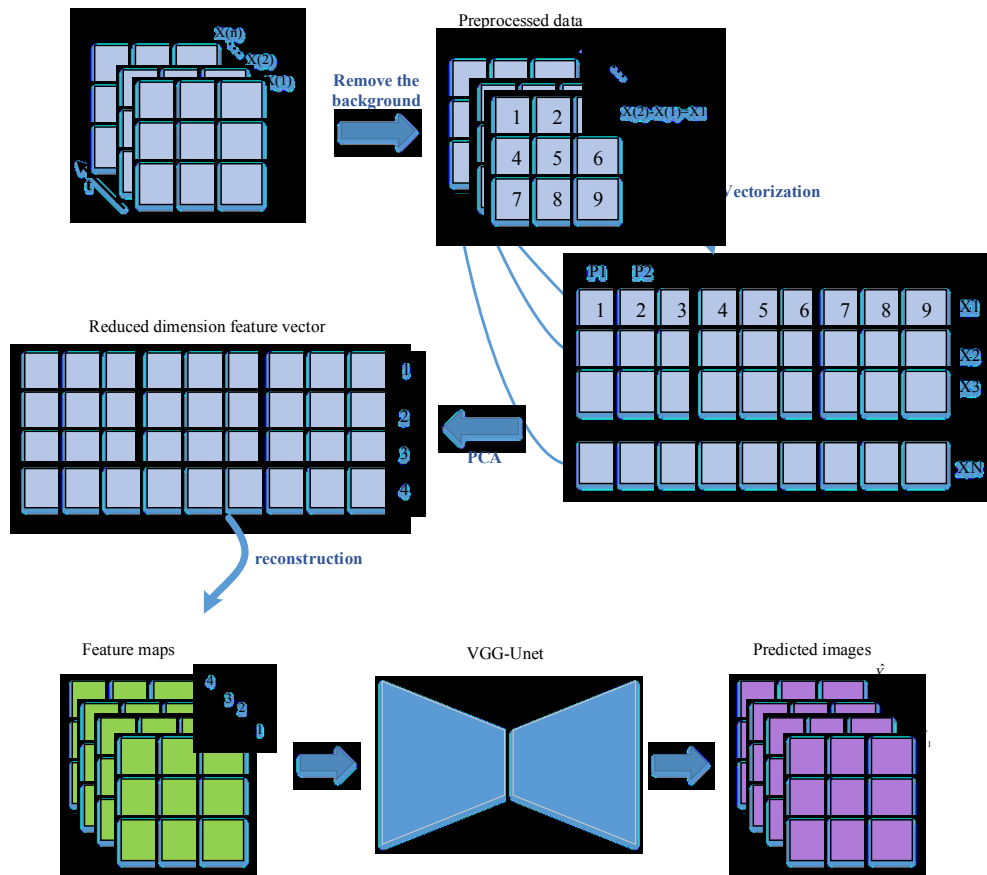 Preprocessed data
X(n)
X(2)
X(1)
t
Remove the
background
X(2)-X(1)=X1
1 2
4 5 6
7 8 9
Vectorization
P1 P2
1 2 3 4 5 6 7 8 9 X1
X2
X3
XN
Reduced dimension feature vector
1
2
3
4
PCA
reconstruction
Feature maps
4
3
2
1
VGG-Unet
Predicted images
ŷ
1